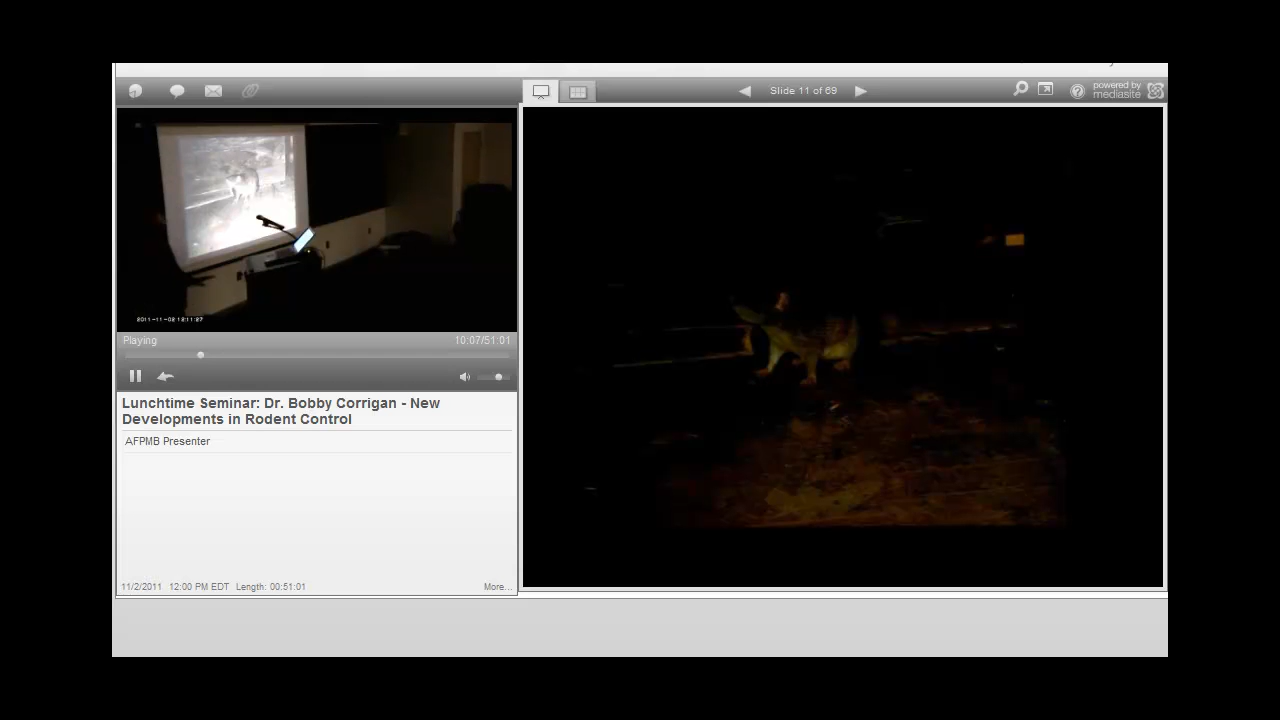 Slide 11 of 69
powered by
mediasite
2011-11-02 12:11:27
Playing
10:07/51:01
Lunchtime Seminar: Dr. Bobby Corrigan - New
Developments in Rodent Control
AFPMB Presenter
11/2/2011 12:00 PM EDT Length: 00:51:01
More...